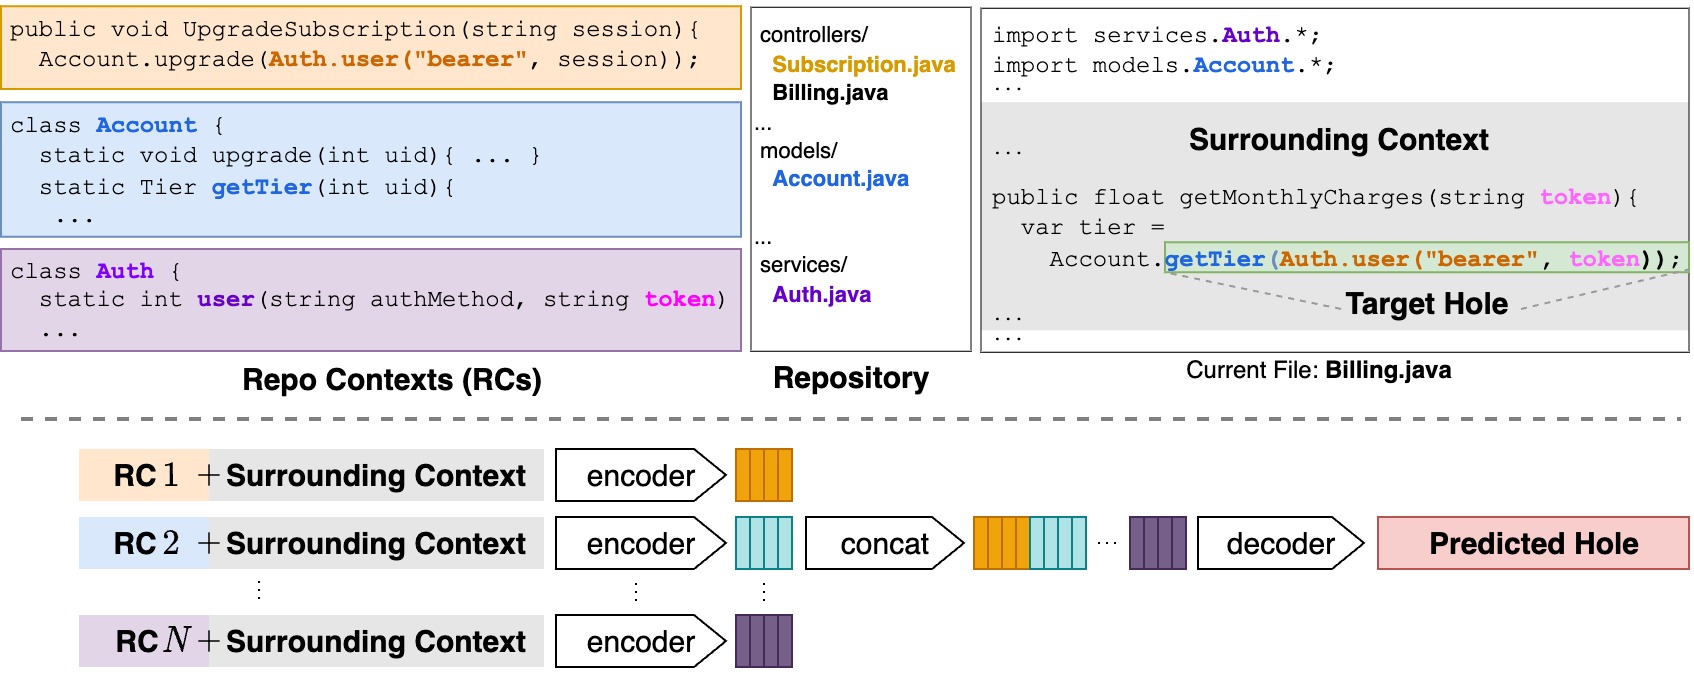 public void UpgradeSubscription(string session){
Account.upgrade(Auth.user("bearer", session));
class Account {
static void upgrade(int uid){ ... }
static Tier getTier(int uid){
...
class Auth {
static int user(string authMethod, string token)
...
Repo Contexts (RCs)
controllers/
Subscription.java
Billing.java
...
models/
Account.java
...
services/
Auth.java
Repository
import services.Auth.*;
import models.Account.*;
...
Surrounding Context
...
public float getMonthlyCharges(string token){
var tier =
Account.getTier(Auth.user("bearer", token));
Target Hole
...
...
Current File: Billing.java
RC 1 + Surrounding Context
encoder
RC 2 + Surrounding Context
encoder
concat
...
decoder
Predicted Hole
⋮
⋮
⋮
RC N + Surrounding Context
encoder